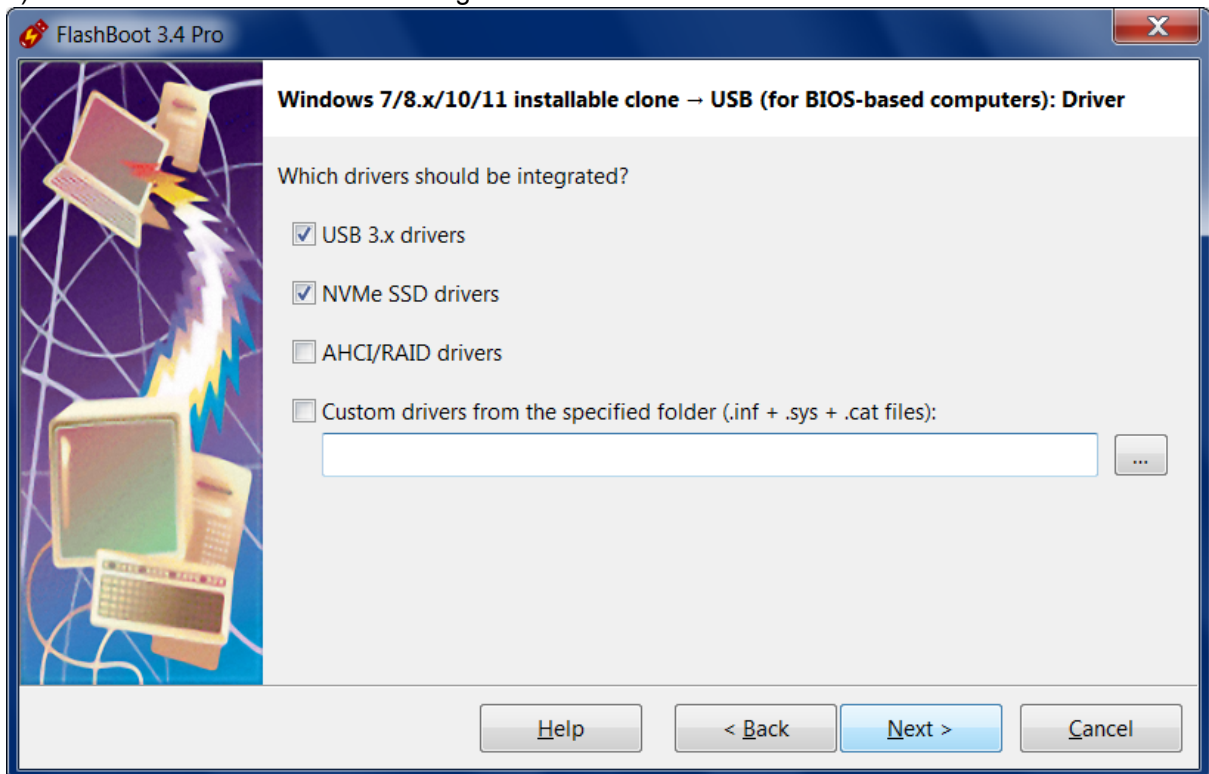 FlashBoot 3.4 Pro
Windows 7/8.x/10/11 installable clone → USB (for BIOS-based computers): Driver
Which drivers should be integrated?
USB 3.x drivers
NVMe SSD drivers
AHCI/RAID drivers
Custom drivers from the specified folder (.inf + .sys + .cat files):
...
Help
< Back
Next >
Cancel